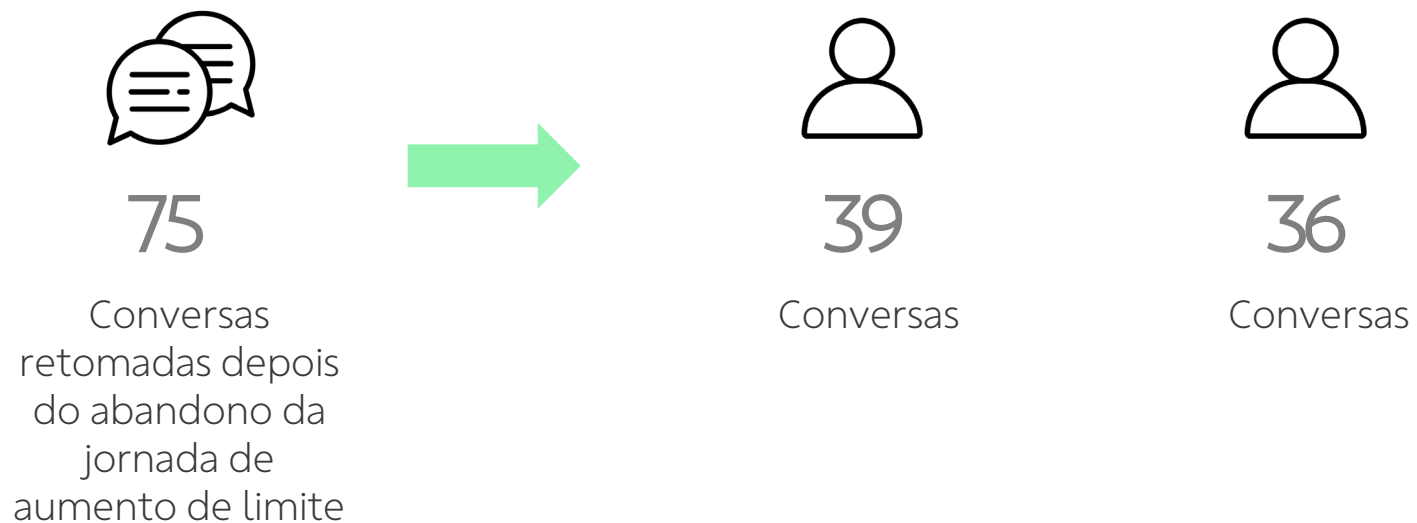 75
Conversas
retomadas depois
do abandono da
jornada de
aumento de limite
39
Conversas
36
Conversas